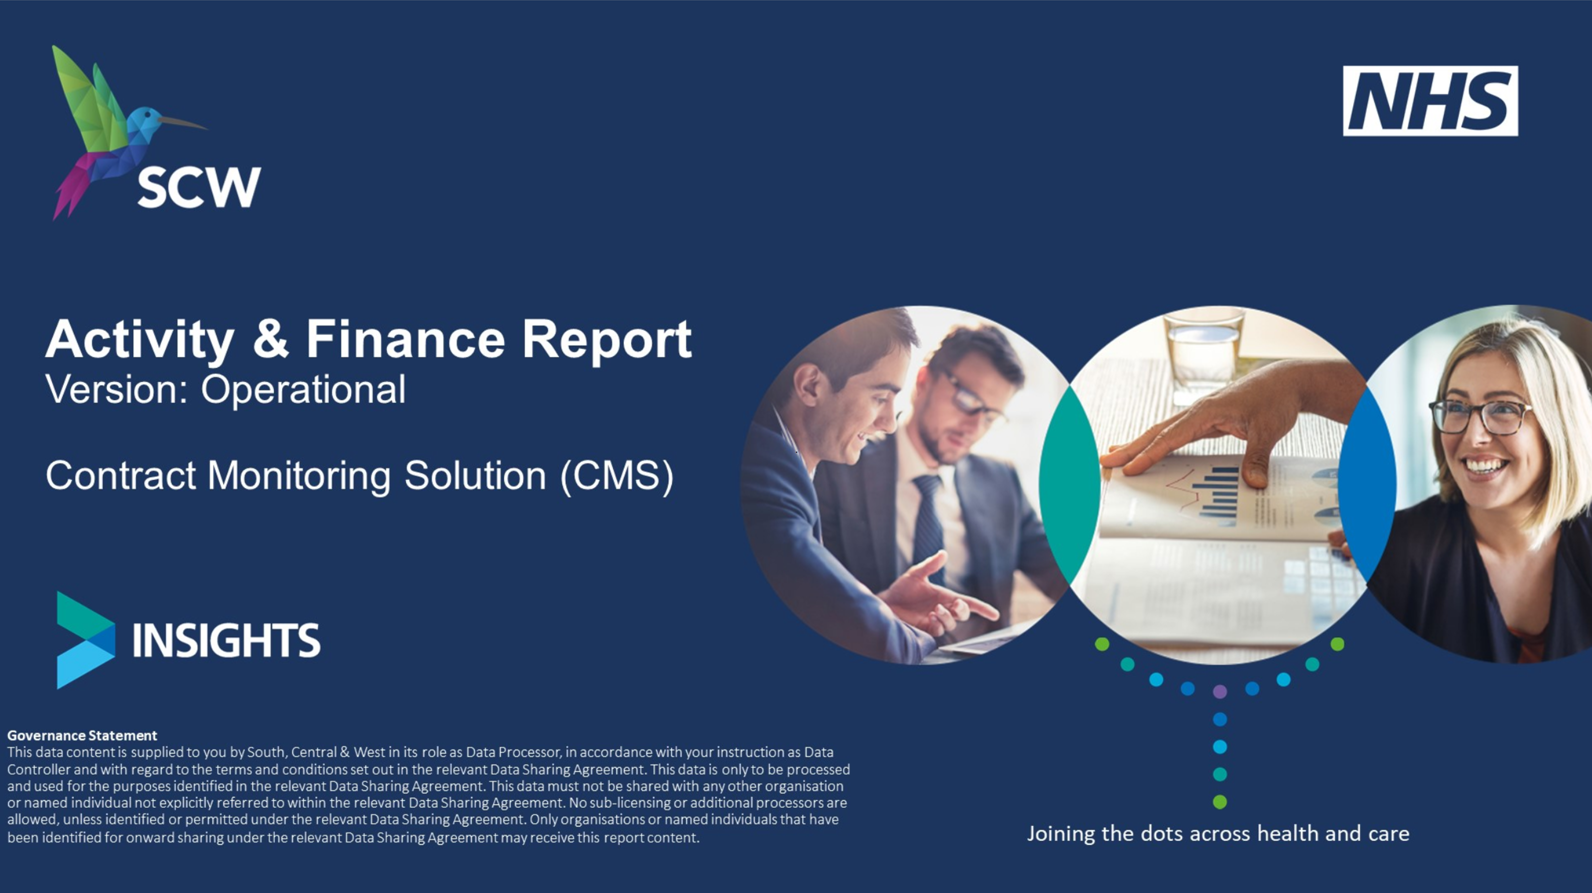 SCW
NHS
Activity & Finance Report
Version: Operational
Contract Monitoring Solution (CMS)
INSIGHTS
Governance Statement
This data content is supplied to you by South, Central & West in its role as Data Processor, in accordance with your instruction as Data
Controller and with regard to the terms and conditions set out in the relevant Data Sharing Agreement. This data is only to be processed
and used for the purposes identified in the relevant Data Sharing Agreement. This data must not be shared with any other organisation
or named individual not explicitly referred to within the relevant Data Sharing Agreement. No sub-licensing or additional processors are
allowed, unless identified or permitted under the relevant Data Sharing Agreement. Only organisations or named individuals that have
been identified for onward sharing under the relevant Data Sharing Agreement may receive this report content.
Joining the dots across health and care